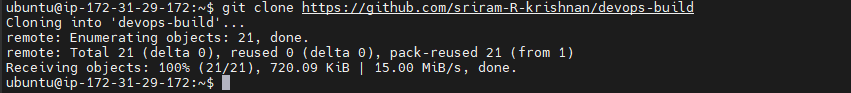 ubuntu@ip-172-31-29-172:~$ git clone https://github.com/sriram-R-krishnan/devops-build
Cloning into 'devops-build'...
remote: Enumerating objects: 21, done.
remote: Total 21 (delta 0), reused 0 (delta 0), pack-reused 21 (from 1)
Receiving objects: 100% (21/21), 720.09 KiB | 15.00 MiB/s, done.
ubuntu@ip-172-31-29-172:~$